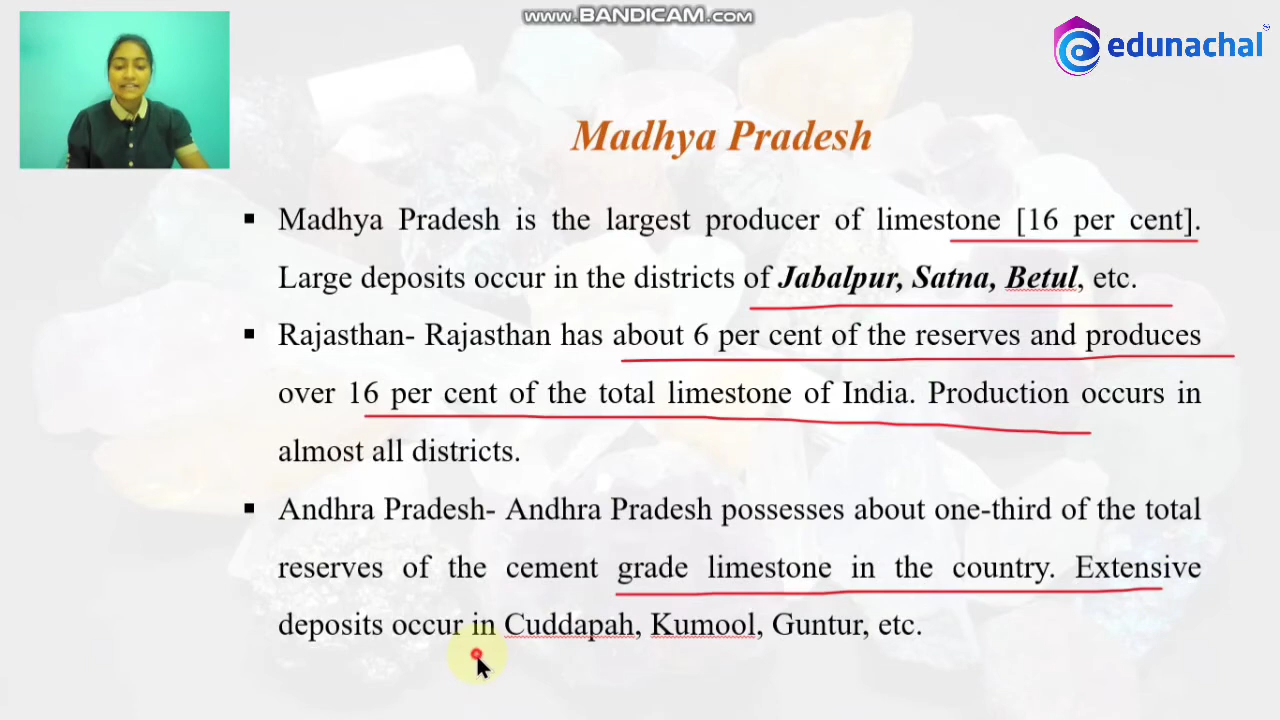 www.BANDICAM.com
edunachal
Madhya Pradesh
▪ Madhya Pradesh is the largest producer of limestone [16 per cent].
Large deposits occur in the districts of Jabalpur, Satna, Betul, etc.
▪ Rajasthan- Rajasthan has about 6 per cent of the reserves and produces
over 16 per cent of the total limestone of India. Production occurs in
almost all districts.
▪ Andhra Pradesh- Andhra Pradesh possesses about one-third of the total
reserves of the cement grade limestone in the country. Extensive
deposits occur in Cuddapah, Kumool, Guntur, etc.